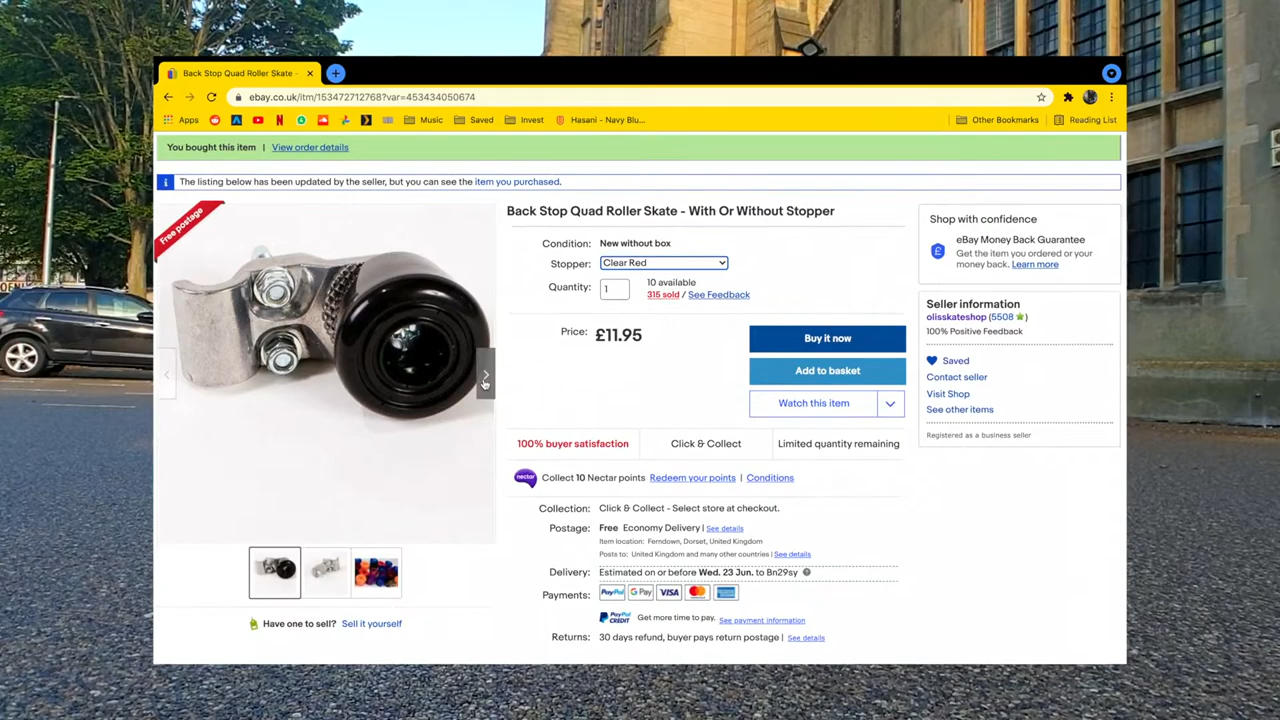 Back Stop Quad Roller Skate -
ebay.co.uk/itm/153472712768?var=453434050674
Apps Music Saved Invest Hasani - Navy Blu... Other Bookmarks Reading List
You bought this item | View order details
The listing below has been updated by the seller, but you can see the item you purchased.
Free postage
Back Stop Quad Roller Skate - With Or Without Stopper
Condition: New without box
Stopper: Clear Red
Quantity: 1 10 available
315 sold / See Feedback
Price: £11.95
Buy it now
Add to basket
Watch this item
100% buyer satisfaction Click & Collect Limited quantity remaining
nectar Collect 10 Nectar points Redeem your points | Conditions
Collection: Click & Collect - Select store at checkout.
Postage: Free Economy Delivery | See details
Item location: Ferndown, Dorset, United Kingdom
Posts to: United Kingdom and many other countries | See details
Delivery: Estimated on or before Wed. 23 Jun. to Bn29sy
Payments: PayPal G Pay VISA
PayPal CREDIT Get more time to pay. See payment information
Returns: 30 days refund, buyer pays return postage | See details
Have one to sell? Sell it yourself
Shop with confidence
eBay Money Back Guarantee
Get the item you ordered or your
money back. Learn more
Seller information
olisskateshop (5508)
100% Positive Feedback
Saved
Contact seller
Visit Shop
See other items
Registered as a business seller